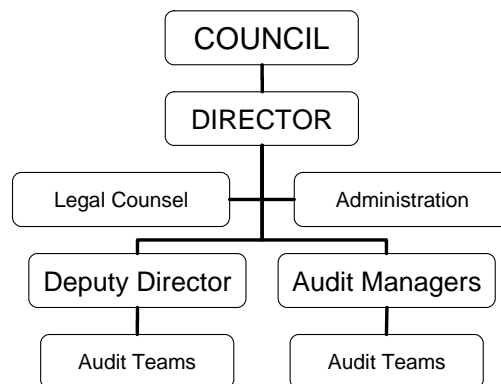 COUNCIL
DIRECTOR
Legal Counsel
Administration
Deputy Director
Audit Managers
Audit Teams
Audit Teams